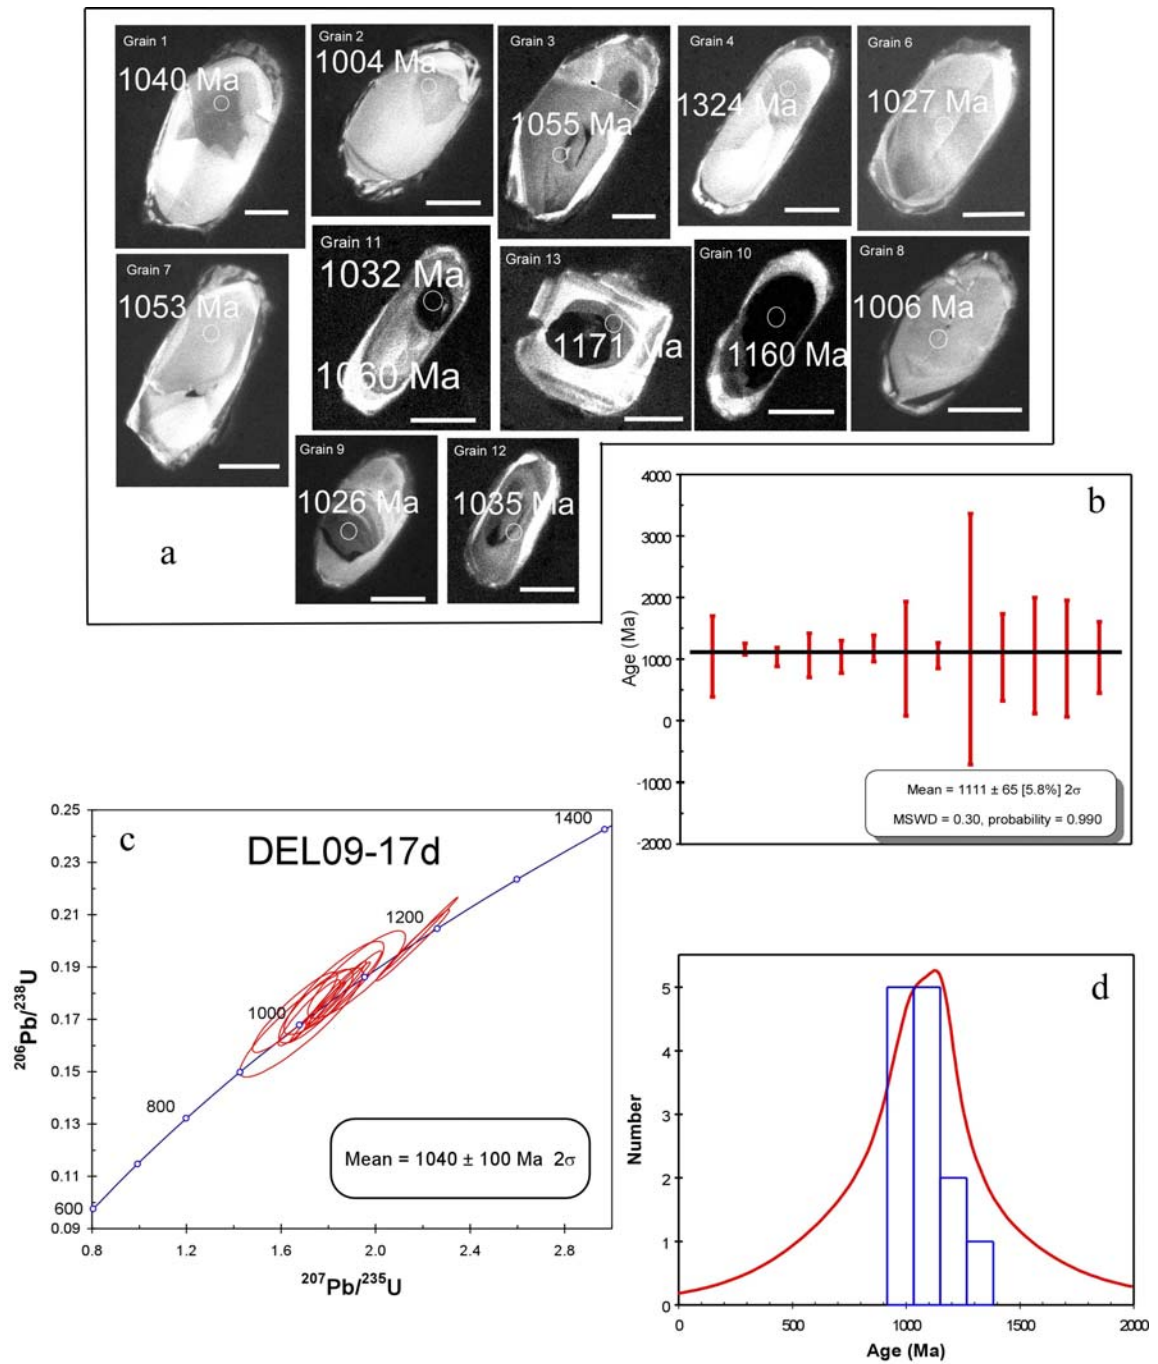 Grain 1
1040 Ma
Grain 2
1004 Ma
Grain 3
1055 Ma
Grain 4
1324 Ma
Grain 6
1027 Ma
Grain 7
1053 Ma
Grain 11
1032 Ma
1060 Ma
Grain 13
1171 Ma
Grain 10
1160 Ma
Grain 8
1006 Ma
Grain 9
1026 Ma
Grain 12
1035 Ma
a
b
4000
3000
2000
1000
0
-1000
-2000
Age (Ma)
Mean = 1111 ± 65 [5.8%] 2σ
MSWD = 0.30, probability = 0.990
c
DEL09-17d
0.25
0.23
0.21
0.19
0.17
0.15
0.13
0.11
0.09
²⁰⁶Pb/²³⁸U
1400
1200
1000
800
600
Mean = 1040 ± 100 Ma 2σ
0.8 1.2 1.6 2.0 2.4 2.8
²⁰⁷Pb/²³⁵U
d
5
4
3
2
1
0
Number
0 500 1000 1500 2000
Age (Ma)